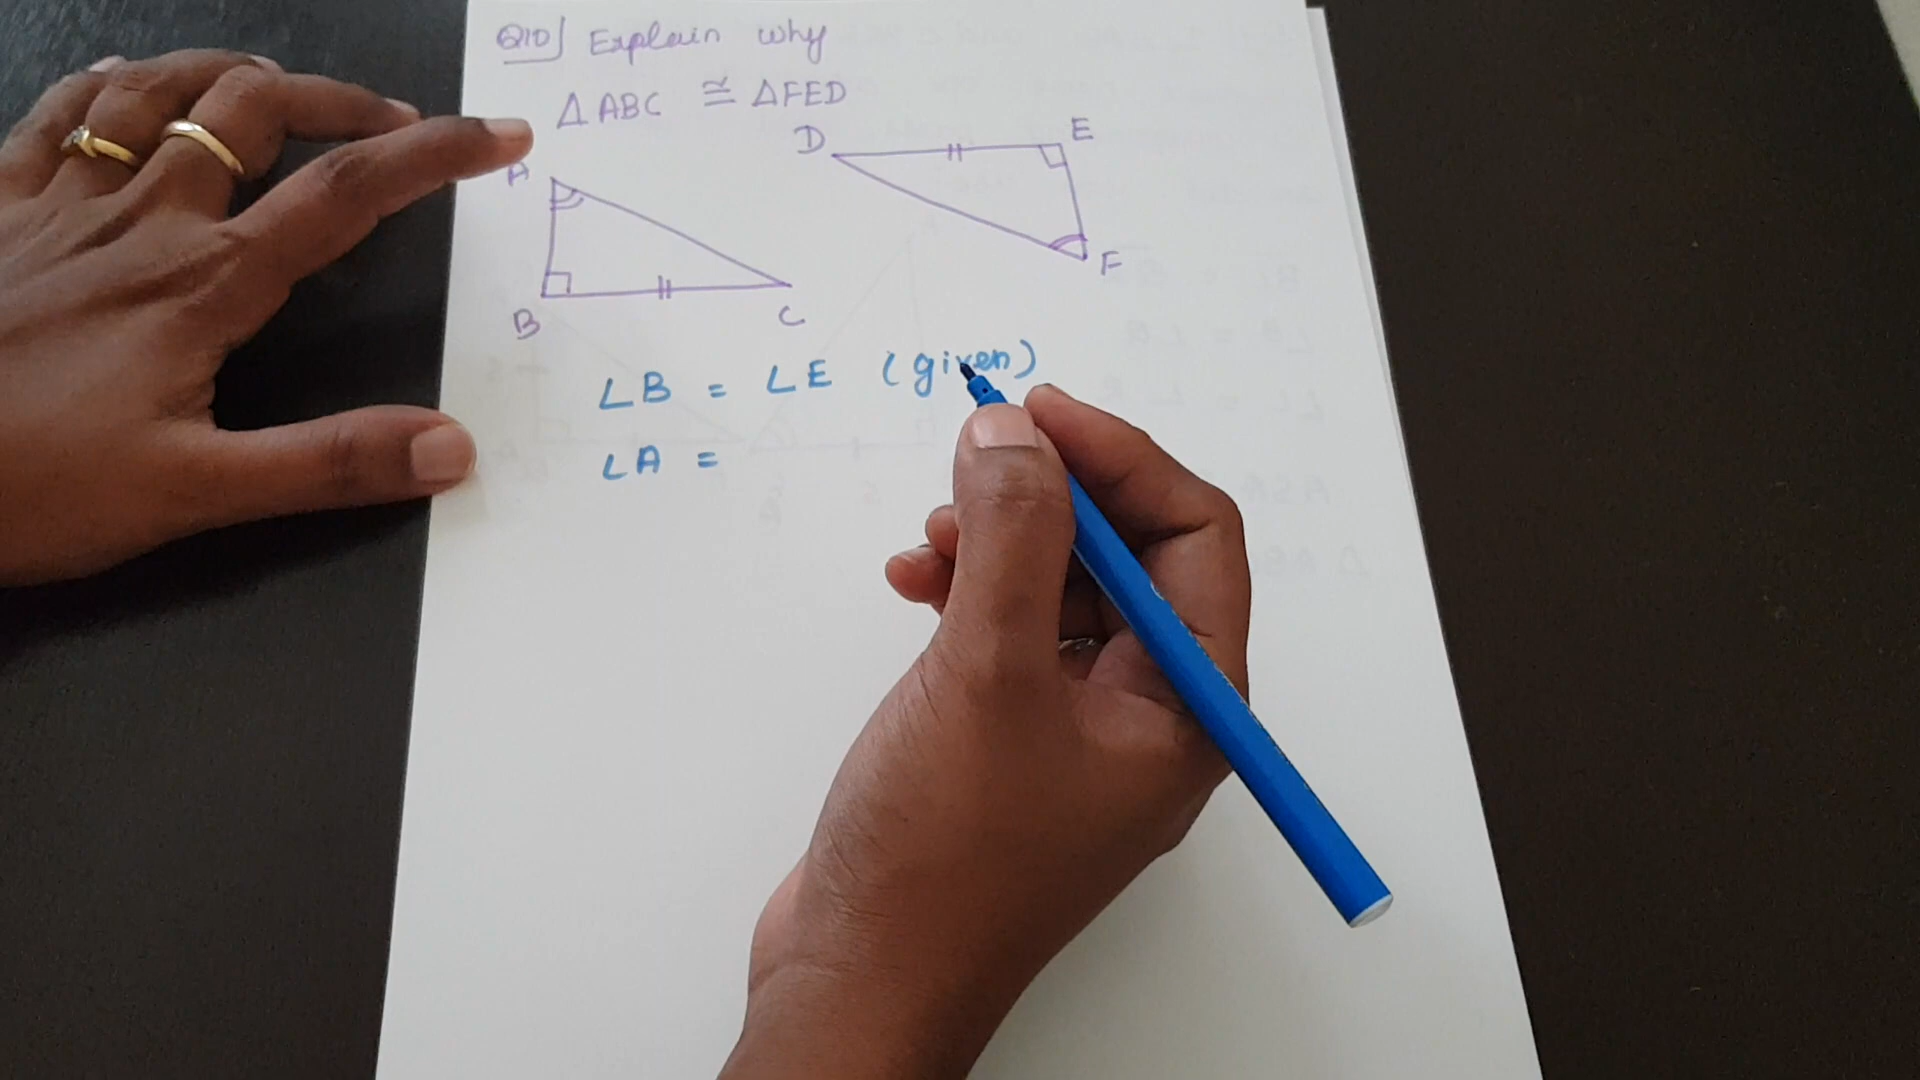 Q10] Explain why
△ABC ≅ △FED
D
E
A
F
B
C
∠B = ∠E (given)
∠A =